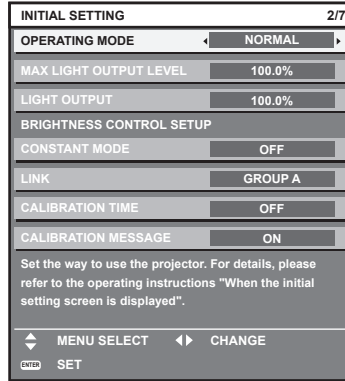 INITIAL SETTING 2/7
OPERATING MODE NORMAL
MAX LIGHT OUTPUT LEVEL 100.0%
LIGHT OUTPUT 100.0%
BRIGHTNESS CONTROL SETUP
CONSTANT MODE OFF
LINK GROUP A
CALIBRATION TIME OFF
CALIBRATION MESSAGE ON
Set the way to use the projector. For details, please
refer to the operating instructions "When the initial
setting screen is displayed".
MENU SELECT CHANGE
ENTER SET